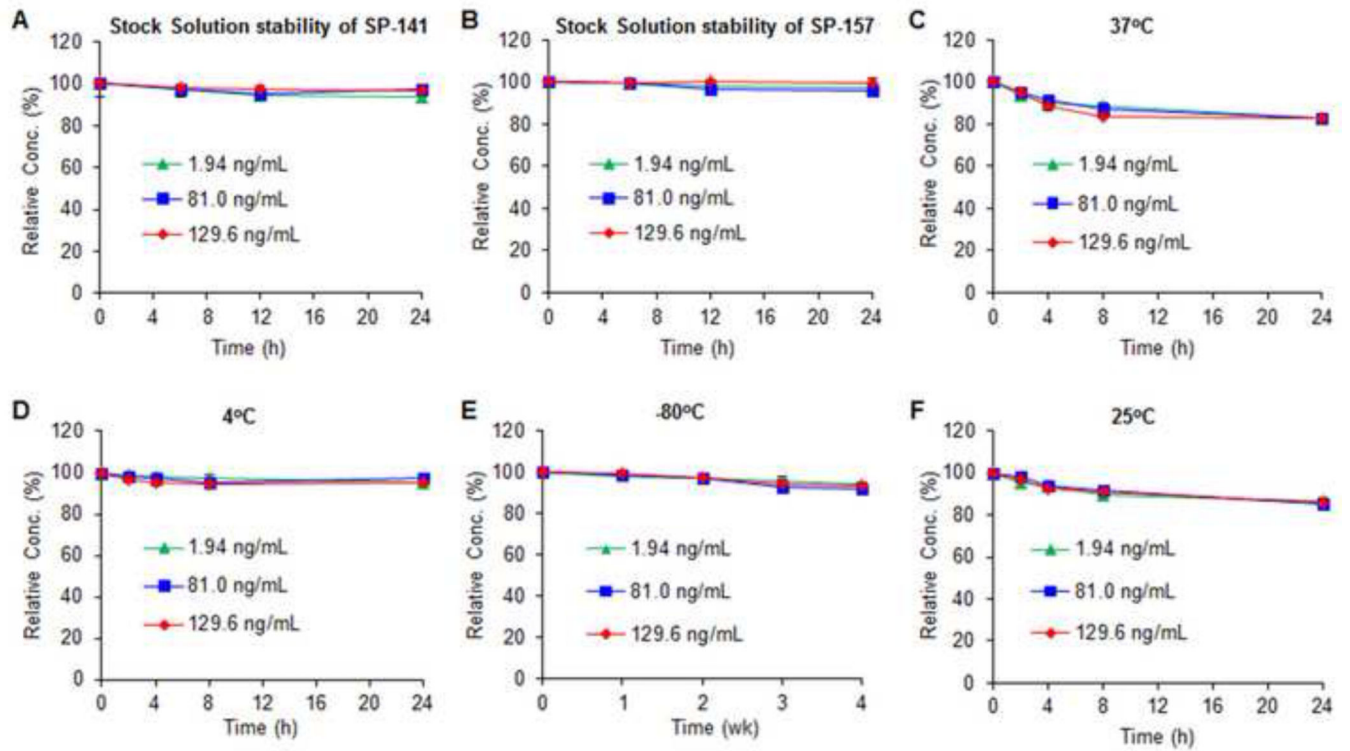 A Stock Solution stability of SP-141
Relative Conc. (%)
120
100
80
60
40
20
0
1.94 ng/mL
81.0 ng/mL
129.6 ng/mL
0 4 8 12 16 20 24
Time (h)
B Stock Solution stability of SP-157
Relative Conc. (%)
120
100
80
60
40
20
0
1.94 ng/mL
81.0 ng/mL
129.6 ng/mL
0 4 8 12 16 20 24
Time (h)
C 37°C
Relative Conc. (%)
120
100
80
60
40
20
0
1.94 ng/mL
81.0 ng/mL
129.6 ng/mL
0 4 8 12 16 20 24
Time (h)
D 4°C
Relative Conc. (%)
120
100
80
60
40
20
0
1.94 ng/mL
81.0 ng/mL
129.6 ng/mL
0 4 8 12 16 20 24
Time (h)
E -80°C
Relative Conc. (%)
120
100
80
60
40
20
0
1.94 ng/mL
81.0 ng/mL
129.6 ng/mL
0 1 2 3 4
Time (wk)
F 25°C
Relative Conc. (%)
120
100
80
60
40
20
0
1.94 ng/mL
81.0 ng/mL
129.6 ng/mL
0 4 8 12 16 20 24
Time (h)